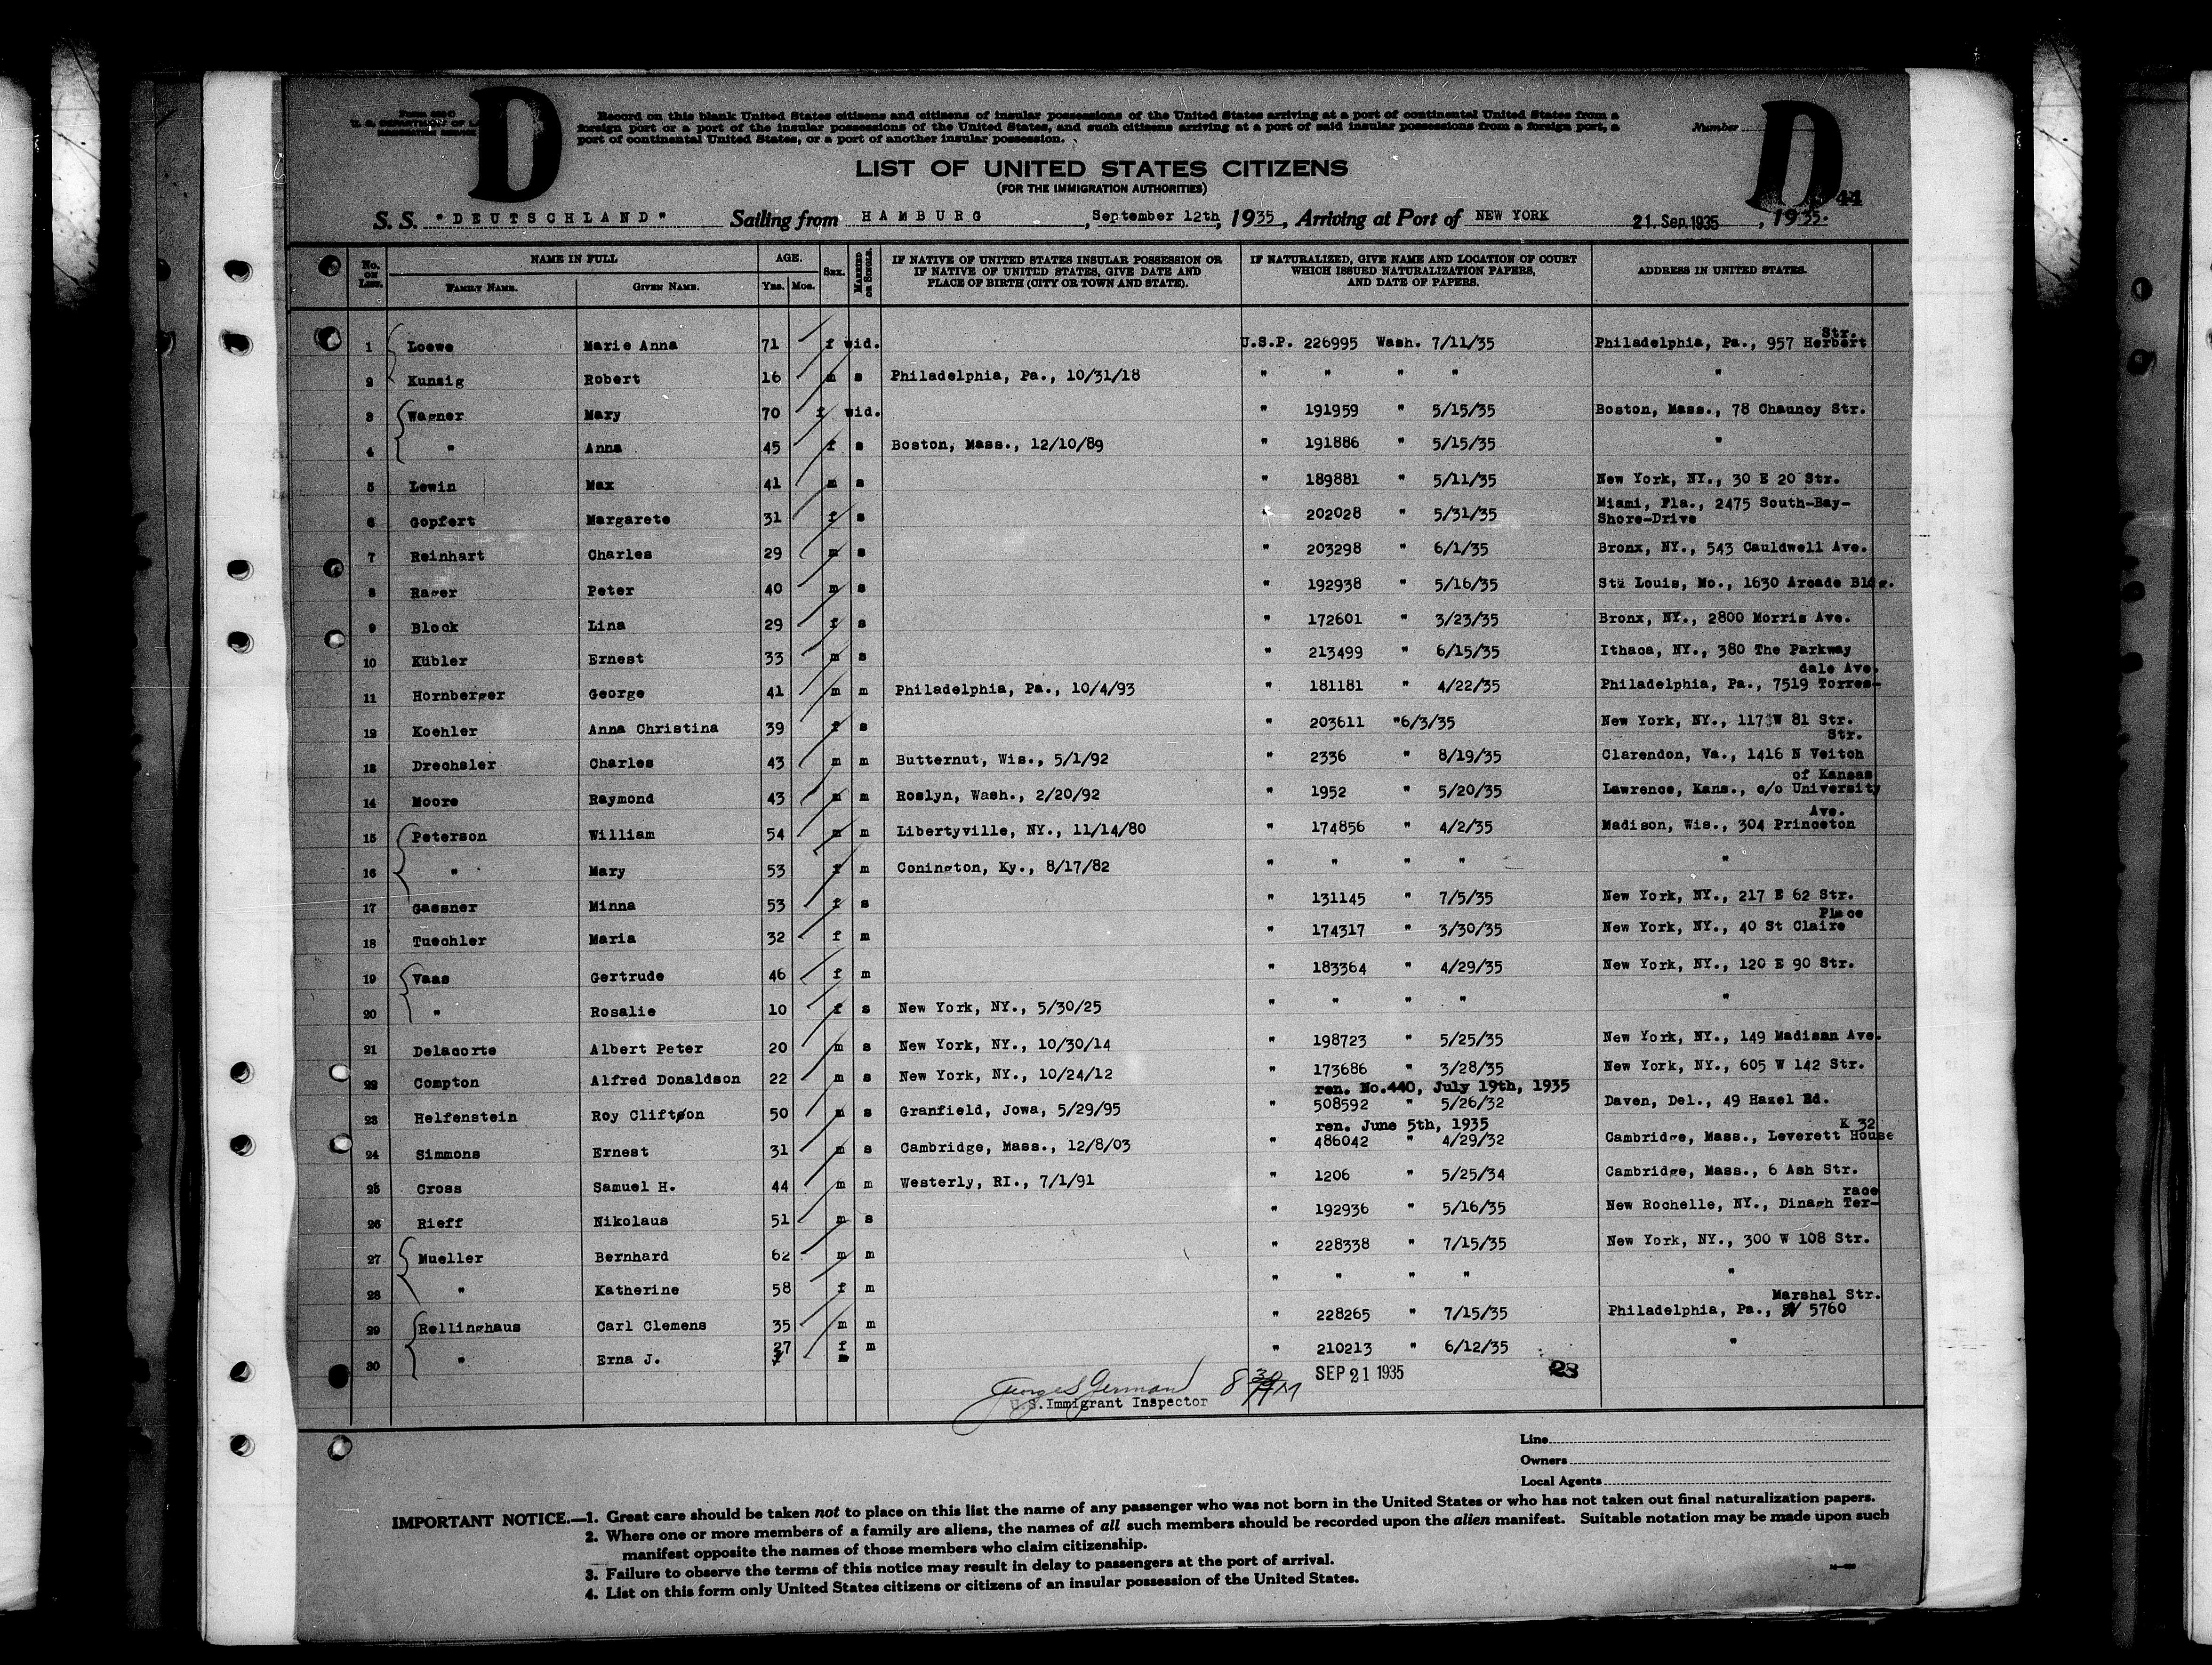 D
Record on this blank United States citizens and citizens of insular possessions of the United States arriving at a port of continental United States from a
foreign port or a port of the insular possessions of the United States, and such citizens arriving at a port of said insular possessions from a foreign port, a
port of continental United States, or a port of another insular possession.
Number
D
44
LIST OF UNITED STATES CITIZENS
(FOR THE IMMIGRATION AUTHORITIES)
S. S. "DEUTSCHLAND" Sailing from HAMBURG, September 12th, 1935, Arriving at Port of NEW YORK 21. Sep. 1935, 1935.
No. on List. NAME IN FULL AGE. Sex. Married or Single. IF NATIVE OF UNITED STATES INSULAR POSSESSION OR IF NATIVE OF UNITED STATES, GIVE DATE AND PLACE OF BIRTH (CITY OR TOWN AND STATE). IF NATURALIZED, GIVE NAME AND LOCATION OF COURT WHICH ISSUED NATURALIZATION PAPERS, AND DATE OF PAPERS. ADDRESS IN UNITED STATES.
Family Name. Given Name. Yrs. Mos.
1 Loewe Marie Anna 71 f wid. U.S.P. 226995 Wash. 7/11/35 Philadelphia, Pa., 957 Herbert Str.
2 Kunzig Robert 16 m s Philadelphia, Pa., 10/31/18 " " " " "
3 Wagner Mary 70 f wid. " 191959 " 5/15/35 Boston, Mass., 78 Chauncy Str.
4 " Anna 45 f s Boston, Mass., 12/10/89 " 191886 " 5/15/35 "
5 Lewin Max 41 m s " 189881 " 5/11/35 New York, NY., 30 E 20 Str.
6 Gopfert Margarete 31 f s " 202028 " 5/31/35 Miami, Fla., 2475 South-Bay-
Shore-Drive
7 Reinhart Charles 29 m s " 203298 " 6/1/35 Bronx, NY., 543 Cauldwell Ave.
8 Rager Peter 40 m s " 192938 " 5/16/35 Louis, Mo., 1630 Arcade Bldg.
9 Block Lina 29 f s " 172601 " 3/23/35 Bronx, NY., 2800 Morris Ave.
10 Kübler Ernest 33 m s " 213499 " 6/15/35 Ithaca, NY., 380 The Parkway
dale Ave.
11 Hornberger George 41 m m Philadelphia, Pa., 10/4/93 " 181181 " 4/22/35 Philadelphia, Pa., 7519 Torres-
12 Koehler Anna Christina 39 f s " 203611 "6/3/35 New York, NY., W 81 Str.
Str.
13 Drechsler Charles 43 m m Butternut, Wis., 5/1/92 " 2336 " 8/19/35 Clarendon, Va., 1416 N Veitch
of Kansas
14 Moore Raymond 43 m m Roslyn, Wash., 2/20/92 " 1952 " 5/20/35 Lawrence, Kans., c/o University
Ave.
15 Peterson William 54 m m Libertyville, NY., 11/14/80 " 174856 " 4/2/35 Madison, Wis., 304 Princeton
16 " Mary 53 f m Conington, Ky., 8/17/82 " " " " "
17 Gassner Minna 53 f s " 131145 " 7/5/35 New York, NY., 217 E 62 Str.
Place
18 Tuechler Maria 32 f m " 174317 " 3/30/35 New York, NY., 40 St Claire
19 Vaas Gertrude 46 f m " 183364 " 4/29/35 New York, NY., 120 E 90 Str.
20 " Rosalie 10 f s New York, NY., 5/30/25 " " " " "
21 Delacorte Albert Peter 20 m s New York, NY., 10/30/14 " 198723 " 5/25/35 New York, NY., 149 Madisan Ave.
22 Compton Alfred Donaldson 22 m s New York, NY., 10/24/12 " 173686 " 3/28/35 New York, NY., 605 W 142 Str.
ren. No.440, July 19th, 1935
23 Helfenstein Roy Clifton 50 m s Granfield, Jowa, 5/29/95 " 508592 " 5/26/32 Daven, Del., 49 Hazel Rd.
ren. June 5th, 1935 K 32
24 Simmons Ernest 31 m s Cambridge, Mass., 12/8/03 " 486042 " 4/29/32 Cambridge, Mass., Leverett House
25 Cross Samuel H. 44 m m Westerly, RI., 7/1/91 " 1206 " 5/25/34 Cambridge, Mass., 6 Ash Str.
race
26 Rieff Nikolaus 51 m s " 192936 " 5/16/35 New Rochelle, NY., Dinagh Ter-
27 Mueller Bernhard 62 m m " 228338 " 7/15/35 New York, NY., 300 W 108 Str.
28 " Katherine 58 f m " " " " "
Marshal Str.
29 Rellinghaus Carl Clemens 35 m m " 228265 " 7/15/35 Philadelphia, Pa., N 5760
30 " Erna J. 27 f m " 210213 " 6/12/35 "
SEP 21 1935 28
George S German 8 30 AM
U.S. Immigrant Inspector
Line
Owners
Local Agents
IMPORTANT NOTICE.—1. Great care should be taken not to place on this list the name of any passenger who was not born in the United States or who has not taken out final naturalization papers.
2. Where one or more members of a family are aliens, the names of all such members should be recorded upon the alien manifest. Suitable notation may be made upon such
manifest opposite the names of those members who claim citizenship.
3. Failure to observe the terms of this notice may result in delay to passengers at the port of arrival.
4. List on this form only United States citizens or citizens of an insular possession of the United States.